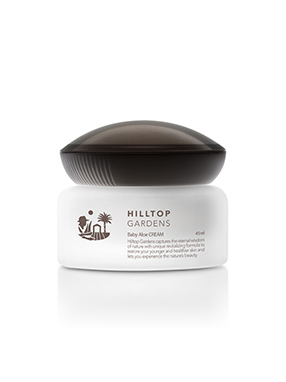 HILLTOP
GARDENS
Baby Aloe CREAM 45ml
Hilltop Gardens captures the eternal wisdom
of nature with unique revitalizing formula to
restore your younger and healthier skin and
lets you experience the nature's beauty